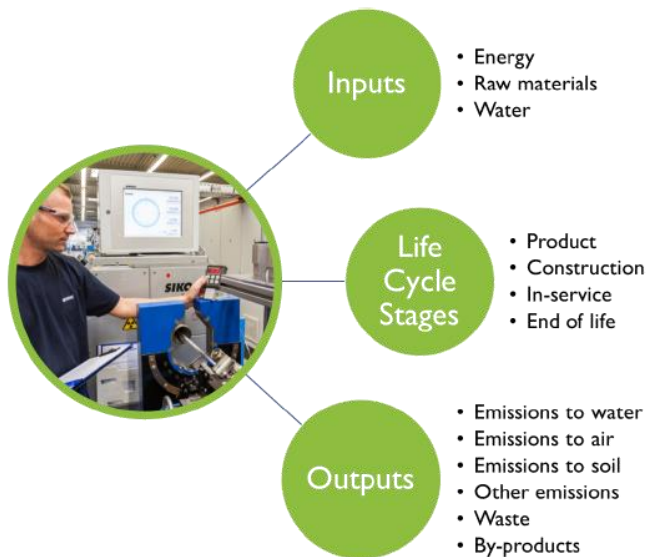 Inputs
• Energy
• Raw materials
• Water
SIKO
Life
Cycle
Stages
• Product
• Construction
• In-service
• End of life
Outputs
• Emissions to water
• Emissions to air
• Emissions to soil
• Other emissions
• Waste
• By-products